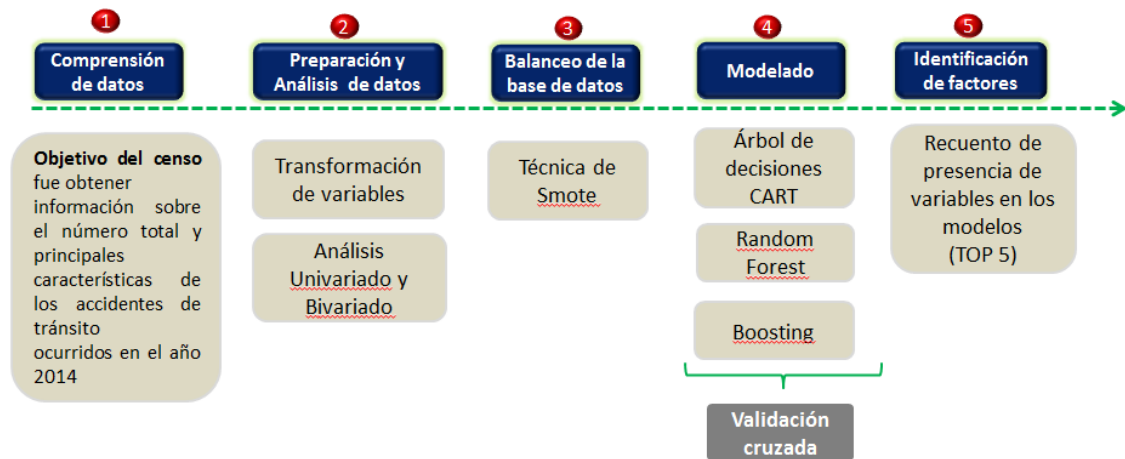 1
Comprensión
de datos
Objetivo del censo
fue obtener
información sobre
el número total y
principales
características de
los accidentes de
tránsito
ocurridos en el año
2014
2
Preparación y
Análisis de datos
Transformación
de variables
Análisis
Univariado y
Bivariado
3
Balanceo de la
base de datos
Técnica de
Smote
4
Modelado
Árbol de
decisiones
CART
Random
Forest
Boosting
Validación
cruzada
5
Identificación
de factores
Recuento de
presencia de
variables en los
modelos
(TOP 5)